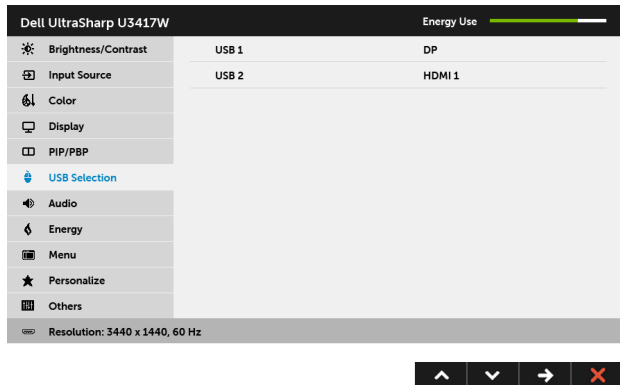 Dell UltraSharp U3417W Energy Use
Brightness/Contrast USB 1 DP
Input Source USB 2 HDMI 1
Color
Display
PIP/PBP
USB Selection
Audio
Energy
Menu
Personalize
Others
Resolution: 3440 x 1440, 60 Hz